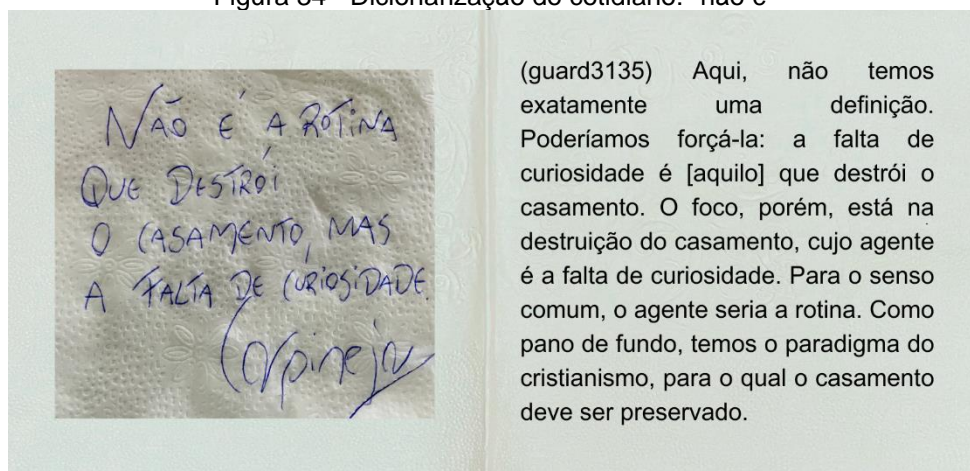 Figura 84 - Dicionarização do cotidiano: "não é"
NÃO É A ROTINA
QUE DESTRÓI
O CASAMENTO, MAS
A FALTA DE CURIOSIDADE.
Carpinejar
(guard3135) Aqui, não temos
exatamente uma definição.
Poderíamos forçá-la: a falta de
curiosidade é [aquilo] que destrói o
casamento. O foco, porém, está na
destruição do casamento, cujo agente
é a falta de curiosidade. Para o senso
comum, o agente seria a rotina. Como
pano de fundo, temos o paradigma do
cristianismo, para o qual o casamento
deve ser preservado.